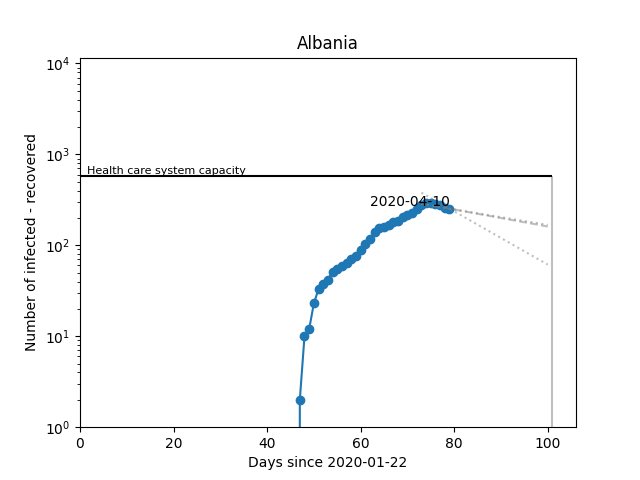 Albania
Number of infected - recovered
10^4
10^3
10^2
10^1
10^0
Health care system capacity
2020-04-10
0 20 40 60 80 100
Days since 2020-01-22